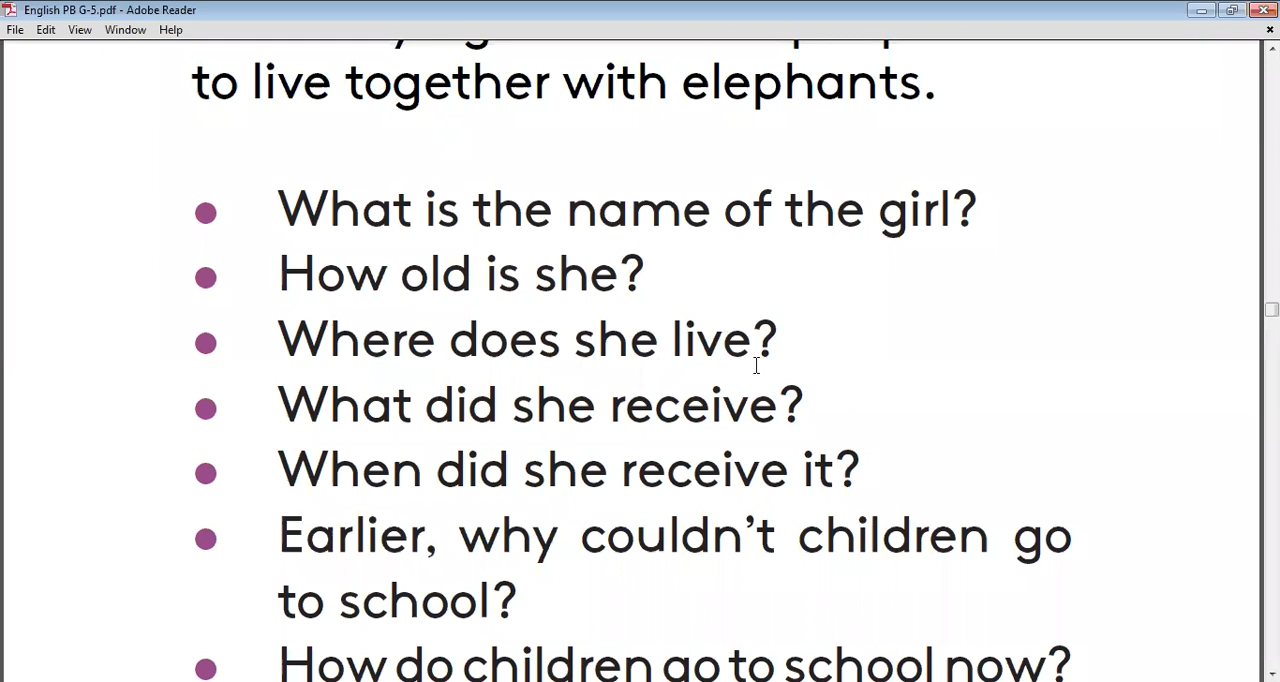 English PB G-5.pdf - Adobe Reader
File Edit View Window Help
to live together with elephants.
What is the name of the girl?
How old is she?
Where does she live?
What did she receive?
When did she receive it?
Earlier, why couldn't children go
to school?
How do children go to school now?